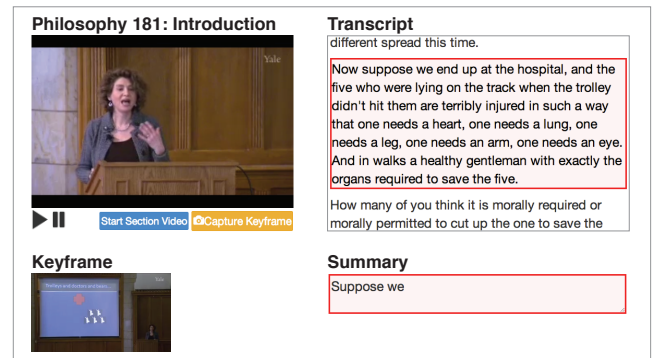 Philosophy 181: Introduction
Yale
Start Section Video
Capture Keyframe
Transcript
different spread this time.
Now suppose we end up at the hospital, and the
five who were lying on the track when the trolley
didn't hit them are terribly injured in such a way
that one needs a heart, one needs a lung, one
needs a leg, one needs an arm, one needs an eye.
And in walks a healthy gentleman with exactly the
organs required to save the five.
How many of you think it is morally required or
morally permitted to cut up the one to save the
Keyframe
Yale
Summary
Suppose we